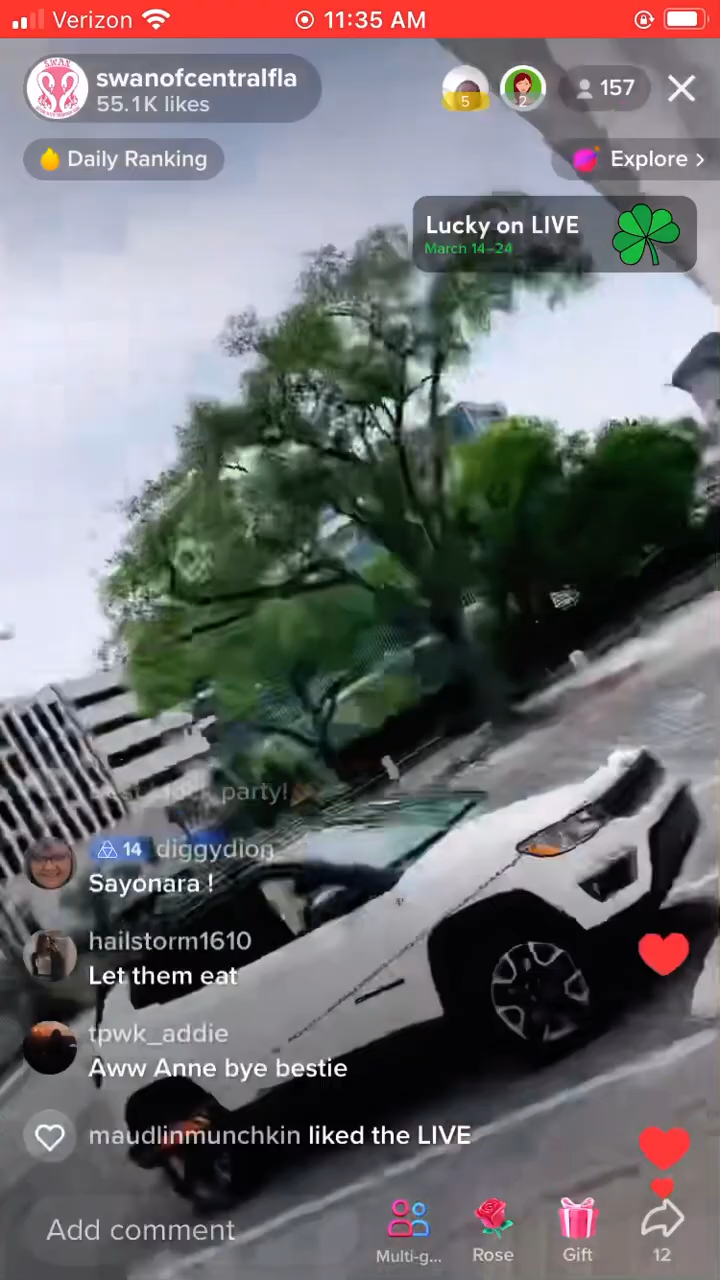 Verizon 11:35 AM
swanofcentralfla
55.1K likes
5
2
157
Daily Ranking
Explore >
Lucky on LIVE
March 14-24
S.W.A.N
party!
14 diggydion
Sayonara !
hailstorm1610
Let them eat
tpwk_addie
Aww Anne bye bestie
maudlinmunchkin liked the LIVE
Add comment
Multi-g...
Rose
Gift
12